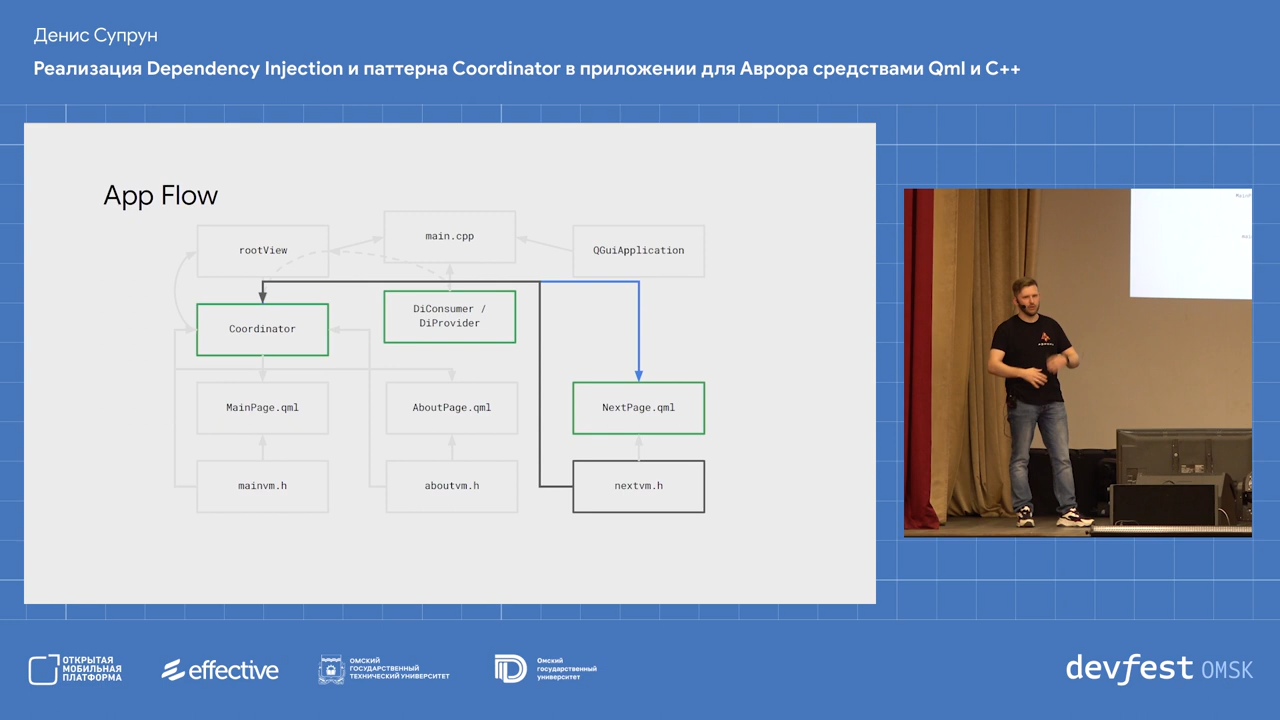 Денис Супрун
Реализация Dependency Injection и паттерна Coordinator в приложении для Аврора средствами Qml и C++
App Flow
rootView
main.cpp
QGuiApplication
Coordinator
DiConsumer /
DiProvider
MainPage.qml
AboutPage.qml
NextPage.qml
mainvm.h
aboutvm.h
nextvm.h
ОТКРЫТАЯ
МОБИЛЬНАЯ
ПЛАТФОРМА
effective
ОМСКИЙ
ГОСУДАРСТВЕННЫЙ
ТЕХНИЧЕСКИЙ УНИВЕРСИТЕТ
Омский
государственный
университет
devfest OMSK